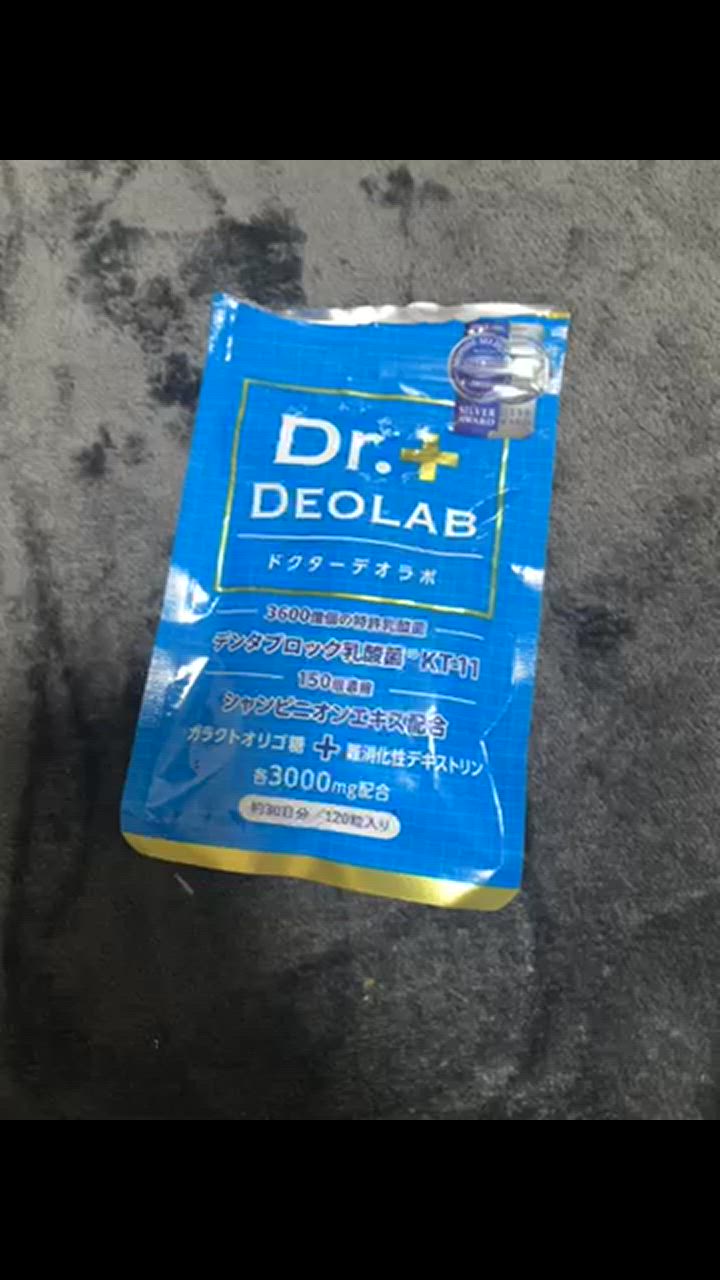 SILVER
AWARD
Dr.+
DEOLAB
ドクターデオラボ
3600億個の特許乳酸菌
デンタブロック乳酸菌 KT-11
150倍濃縮
シャンピニオンエキス配合
ガラクトオリゴ糖 + 難消化性デキストリン
各3000mg配合
約30日分/120粒入り